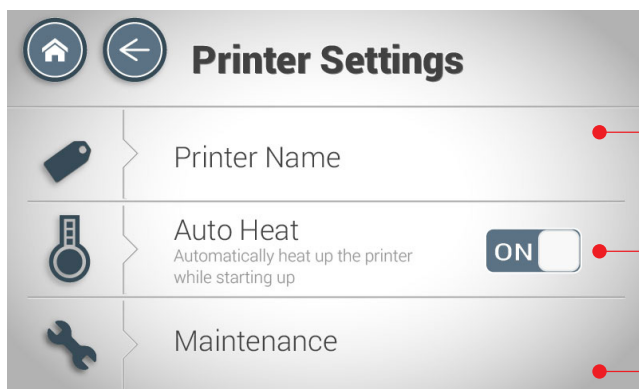 Printer Settings
Printer Name
Auto Heat
Automatically heat up the printer
while starting up
ON
Maintenance